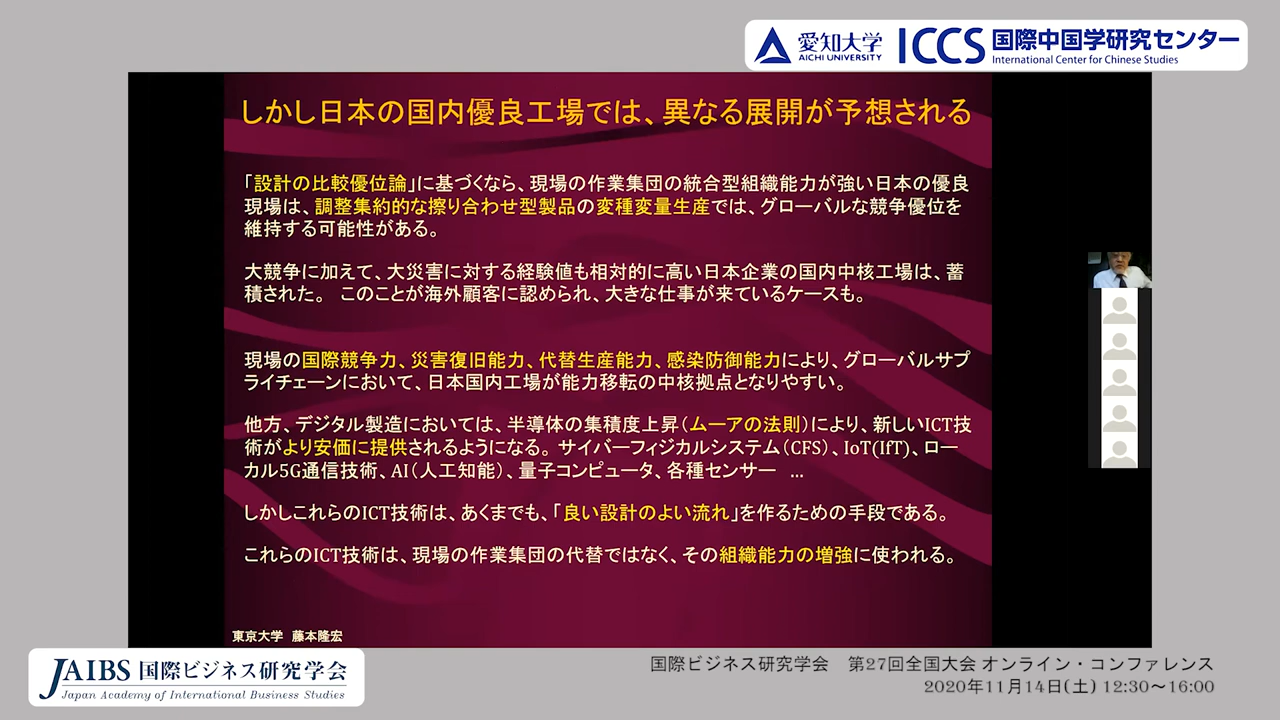 愛知大学
AICHI UNIVERSITY
ICCS 国際中国学研究センター
International Center for Chinese Studies
しかし日本の国内優良工場では、異なる展開が予想される
「設計の比較優位論」に基づくなら、現場の作業集団の統合型組織能力が強い日本の優良
現場は、調整集約的な擦り合わせ型製品の変種変量生産では、グローバルな競争優位を
維持する可能性がある。
大競争に加えて、大災害に対する経験値も相対的に高い日本企業の国内中核工場は、蓄
積された。 このことが海外顧客に認められ、大きな仕事が来ているケースも。
現場の国際競争力、災害復旧能力、代替生産能力、感染防御能力により、グローバルサプ
ライチェーンにおいて、日本国内工場が能力移転の中核拠点となりやすい。
他方、デジタル製造においては、半導体の集積度上昇(ムーアの法則)により、新しいICT技
術がより安価に提供されるようになる。 サイバーフィジカルシステム(CFS)、IoT(IfT)、ロー
カル5G通信技術、AI(人工知能)、量子コンピュータ、各種センサー …
しかしこれらのICT技術は、あくまでも、「良い設計のよい流れ」を作るための手段である。
これらのICT技術は、現場の作業集団の代替ではなく、その組織能力の増強に使われる。
東京大学 藤本隆宏
JAIBS 国際ビジネス研究学会
Japan Academy of International Business Studies
国際ビジネス研究学会 第27回全国大会 オンライン・コンファレンス
2020年11月14日(土) 12:30～16:00